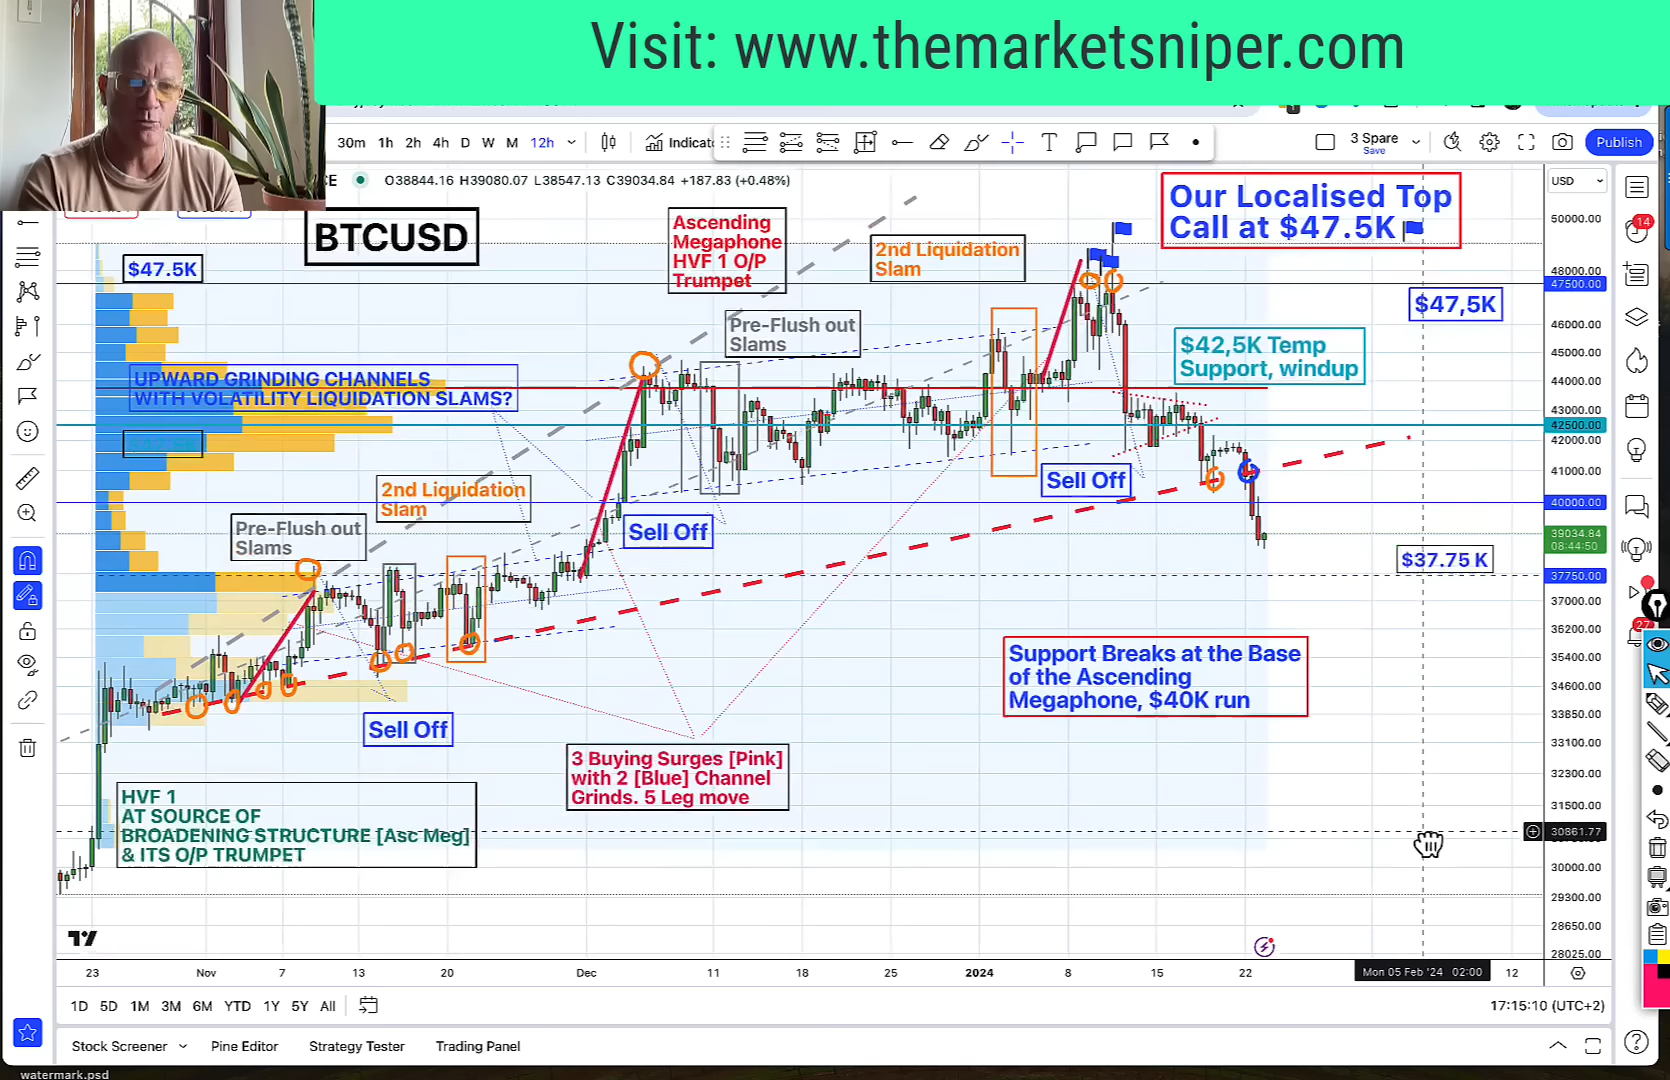 Visit: www.themarketsniper.com
30m 1h 2h 4h D W M 12h
3 Spare
Save
Publish
O38844.16 H39080.07 L38547.13 C39034.84 +187.83 (+0.48%)
USD
BTCUSD
$47.5K
Ascending
Megaphone
HVF 1 O/P
Trumpet
2nd Liquidation
Slam
Our Localised Top
Call at $47.5K
$47,5K
Pre-Flush out
Slams
$42,5K Temp
Support, windup
UPWARD GRINDING CHANNELS
WITH VOLATILITY LIQUIDATION SLAMS?
2nd Liquidation
Slam
Sell Off
Pre-Flush out
Slams
Sell Off
$37.75 K
Support Breaks at the Base
of the Ascending
Megaphone, $40K run
Sell Off
3 Buying Surges [Pink]
with 2 [Blue] Channel
Grinds. 5 Leg move
HVF 1
AT SOURCE OF
BROADENING STRUCTURE [Asc Meg]
& ITS O/P TRUMPET
50000.00
48000.00
47500.00
46000.00
45000.00
44000.00
43000.00
42500.00
42000.00
41000.00
40000.00
39034.84
08:44:50
37750.00
37000.00
36200.00
35400.00
34600.00
33850.00
33100.00
32300.00
31500.00
30861.77
30000.00
29300.00
28650.00
28025.00
14
27
23 Nov 7 13 20 Dec 11 18 25 2024 8 15 22 Mon 05 Feb '24 02:00 12
1D 5D 1M 3M 6M YTD 1Y 5Y All
17:15:10 (UTC+2)
Stock Screener Pine Editor Strategy Tester Trading Panel
watermark.psd